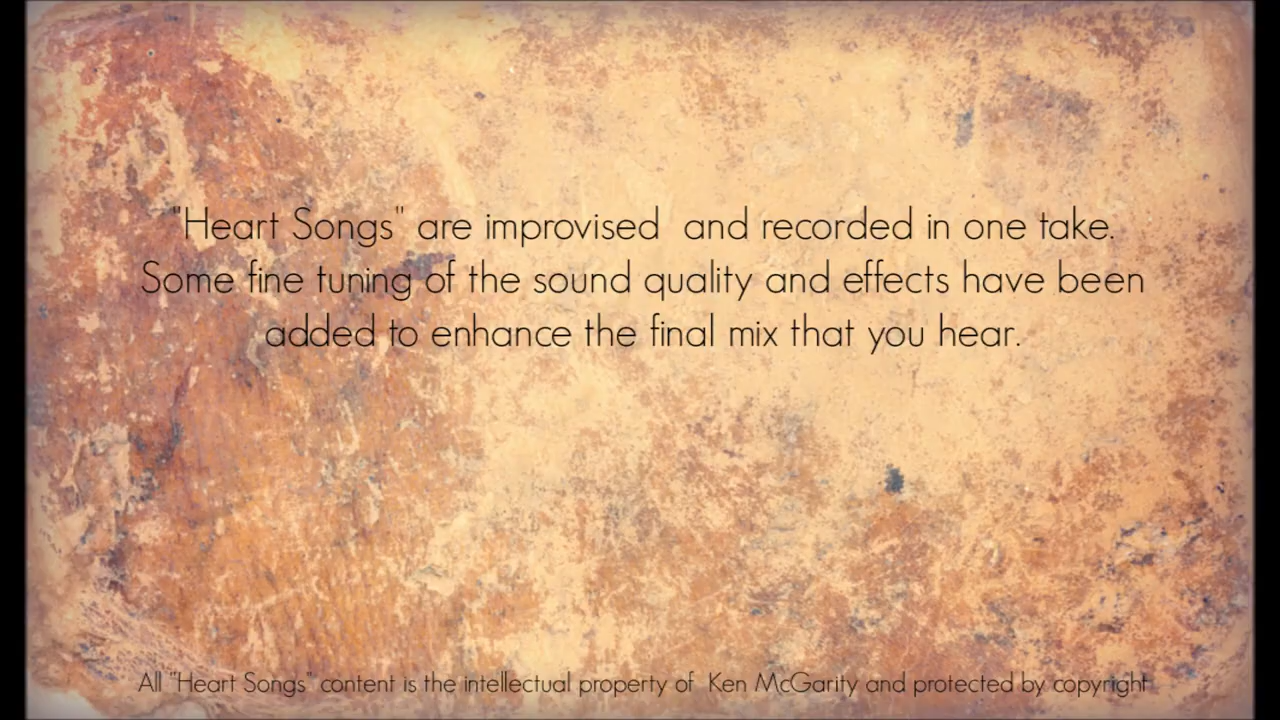 "Heart Songs" are improvised  and recorded in one take.
Some fine tuning of the sound quality and effects have been
added to enhance the final mix that you hear.
All "Heart Songs" content is the intellectual property of  Ken McGarity and protected by copyright